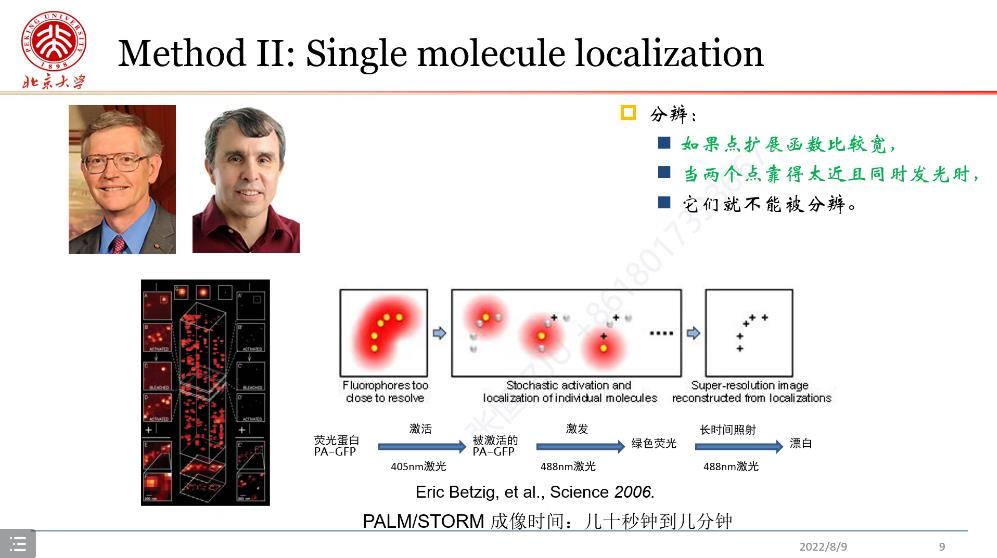 PEKING UNIVERSITY
1898
北京大学
Method II: Single molecule localization
分辨：
如果点扩展函数比较宽，
当两个点靠得太近且同时发光时，
它们就不能被分辨。
ACTIVATED
ACTIVATED
BLEACHED
ACTIVATED
Fluorophores too
close to resolve
Stochastic activation and
localization of individual molecules
Super-resolution image
reconstructed from localizations
荧光蛋白
PA-GFP
激活
405nm激光
被激活的
PA-GFP
激发
488nm激光
绿色荧光
长时间照射
488nm激光
漂白
Eric Betzig, et al., Science 2006.
PALM/STORM 成像时间：几十秒钟到几分钟
2022/8/9
9